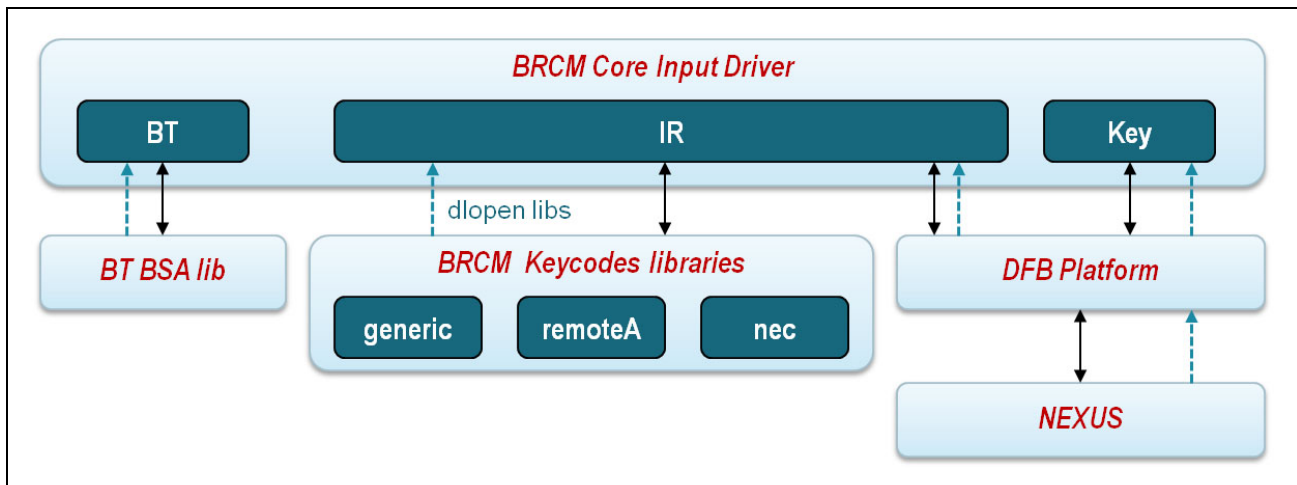 BRCM Core Input Driver
BT
IR
Key
dlopen libs
BT BSA lib
BRCM Keycodes libraries
DFB Platform
generic
remoteA
nec
NEXUS